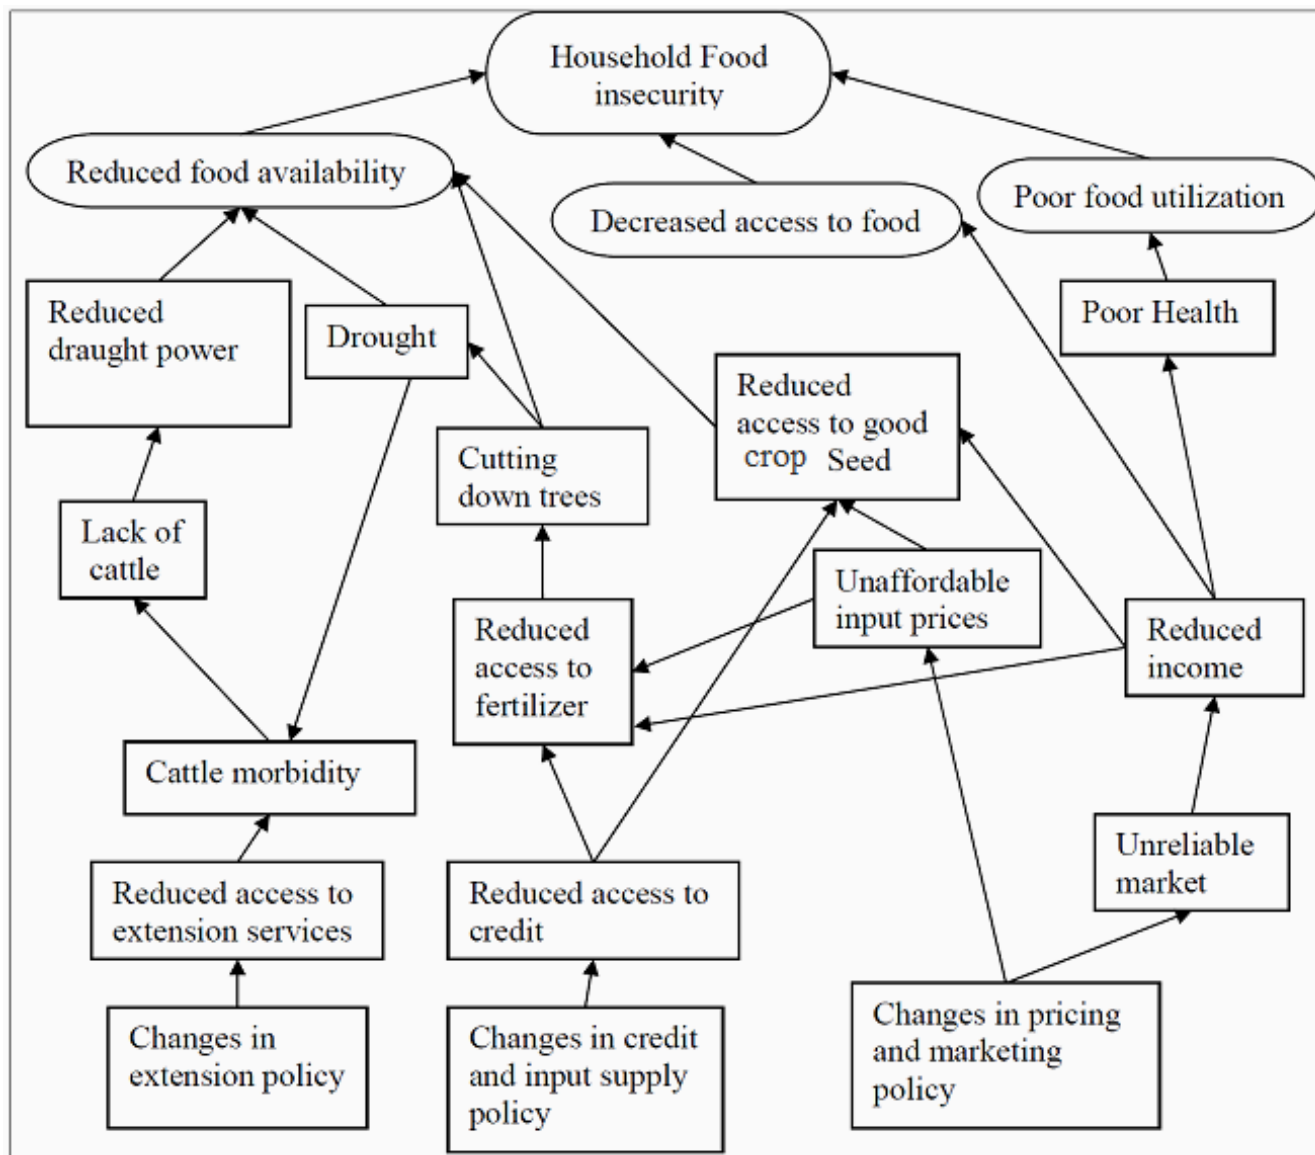 Household Food
insecurity
Reduced food availability
Decreased access to food
Poor food utilization
Reduced
draught power
Drought
Poor Health
Reduced
access to good
crop Seed
Cutting
down trees
Lack of
cattle
Unaffordable
input prices
Reduced
access to
fertilizer
Reduced
income
Cattle morbidity
Unreliable
market
Reduced access to
extension services
Reduced access to
credit
Changes in
extension policy
Changes in credit
and input supply
policy
Changes in pricing
and marketing
policy